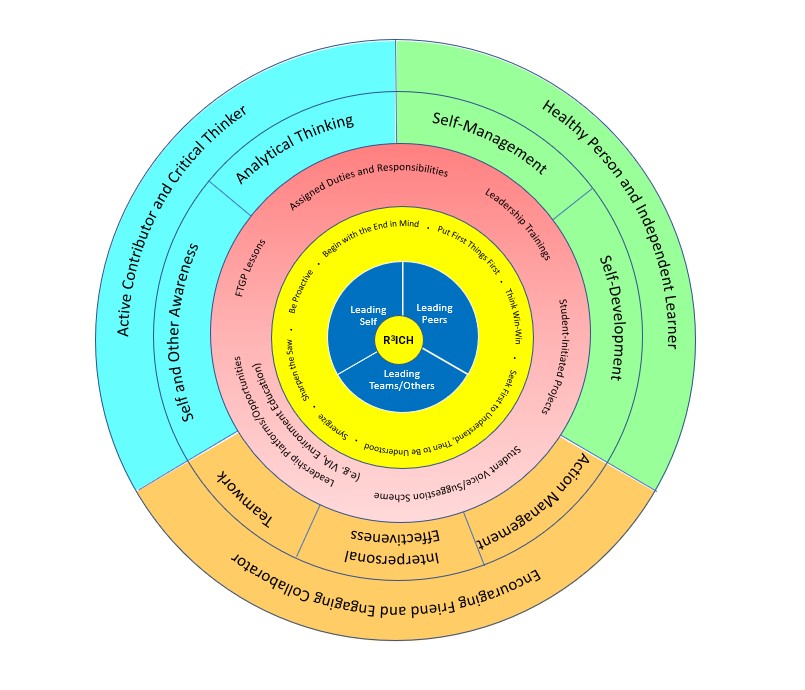 Active Contributor and Critical Thinker
Healthy Person and Independent Learner
Encouraging Friend and Engaging Collaborator
Analytical Thinking
Self-Management
Self-Development
Action Management
Interpersonal
Effectiveness
Teamwork
Self and Other Awareness
Assigned Duties and Responsibilities
Leadership Trainings
Student-Initiated Projects
Student Voice/Suggestion Scheme
Leadership Platforms/Opportunities
(e.g. VIA, Environment Education)
FTGP Lessons
Be Proactive • Begin with the End in Mind • Put First Things First • Think Win-Win • Seek First to Understand, Then to Be Understood • Synergize • Sharpen the Saw •
Leading
Self
Leading
Peers
R³ICH
Leading
Teams/Others